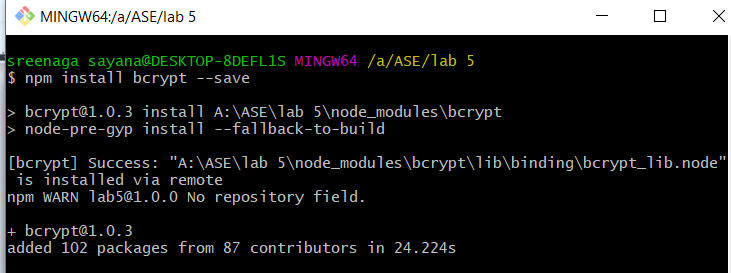 MINGW64:/a/ASE/lab 5
sreenaga sayana@DESKTOP-8DEFL1S MINGW64 /a/ASE/lab 5
$ npm install bcrypt --save
> bcrypt@1.0.3 install A:\ASE\lab 5\node_modules\bcrypt
> node-pre-gyp install --fallback-to-build
[bcrypt] Success: "A:\ASE\lab 5\node_modules\bcrypt\lib\binding\bcrypt_lib.node"
is installed via remote
npm WARN lab5@1.0.0 No repository field.
+ bcrypt@1.0.3
added 102 packages from 87 contributors in 24.224s